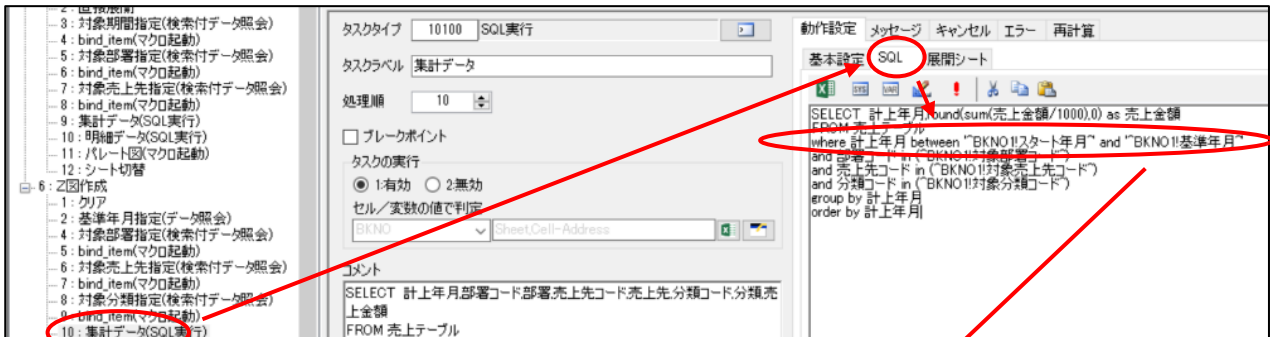 2 : 直接展開
3 : 対象期間指定(検索付データ照会)
4 : bind_item(マクロ起動)
5 : 対象部署指定(検索付データ照会)
6 : bind_item(マクロ起動)
7 : 対象売上先指定(検索付データ照会)
8 : bind_item(マクロ起動)
9 : 集計データ(SQL実行)
10 : 明細データ(SQL実行)
11 : パレート図(マクロ起動)
12 : シート切替
6 : Z図作成
1 : クリア
2 : 基準年月指定(データ照会)
4 : 対象部署指定(検索付データ照会)
5 : bind_item(マクロ起動)
6 : 対象売上先指定(検索付データ照会)
7 : bind_item(マクロ起動)
8 : 対象分類指定(検索付データ照会)
9 : bind_item(マクロ起動)
10 : 集計データ(SQL実行)
タスクタイプ 10100 SQL実行
タスクラベル 集計データ
処理順 10
ブレークポイント
タスクの実行
1:有効 2:無効
セル/変数の値で判定
BKNO Sheet,Cell-Address
コメント
SELECT 計上年月,部署コード,部署,売上先コード,売上先,分類コード,分類,売
上金額
FROM 売上テーブル
動作設定 メッセージ キャンセル エラー 再計算
基本設定 SQL 展開シート
SYS VAR
SELECT 計上年月,round(sum(売上金額/1000),0) as 売上金額
FROM 売上テーブル
where 計上年月 between '^BKNO1!スタート年月^' and '^BKNO1!基準年月^'
and 部署コード in (^BKNO1!対象部署コード^)
and 売上先コード in (^BKNO1!対象売上先コード^)
and 分類コード in (^BKNO1!対象分類コード^)
group by 計上年月
order by 計上年月